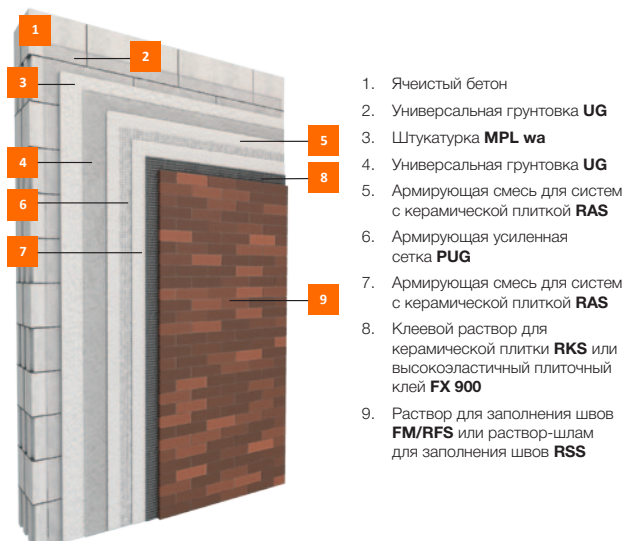 1
2
3
4
5
6
7
8
9
1. Ячеистый бетон
2. Универсальная грунтовка UG
3. Штукатурка MPL wa
4. Универсальная грунтовка UG
5. Армирующая смесь для систем
с керамической плиткой RAS
6. Армирующая усиленная
сетка PUG
7. Армирующая смесь для систем
с керамической плиткой RAS
8. Клеевой раствор для
керамической плитки RKS или
высокоэластичный плиточный
клей FX 900
9. Раствор для заполнения швов
FM/RFS или раствор-шлам
для заполнения швов RSS